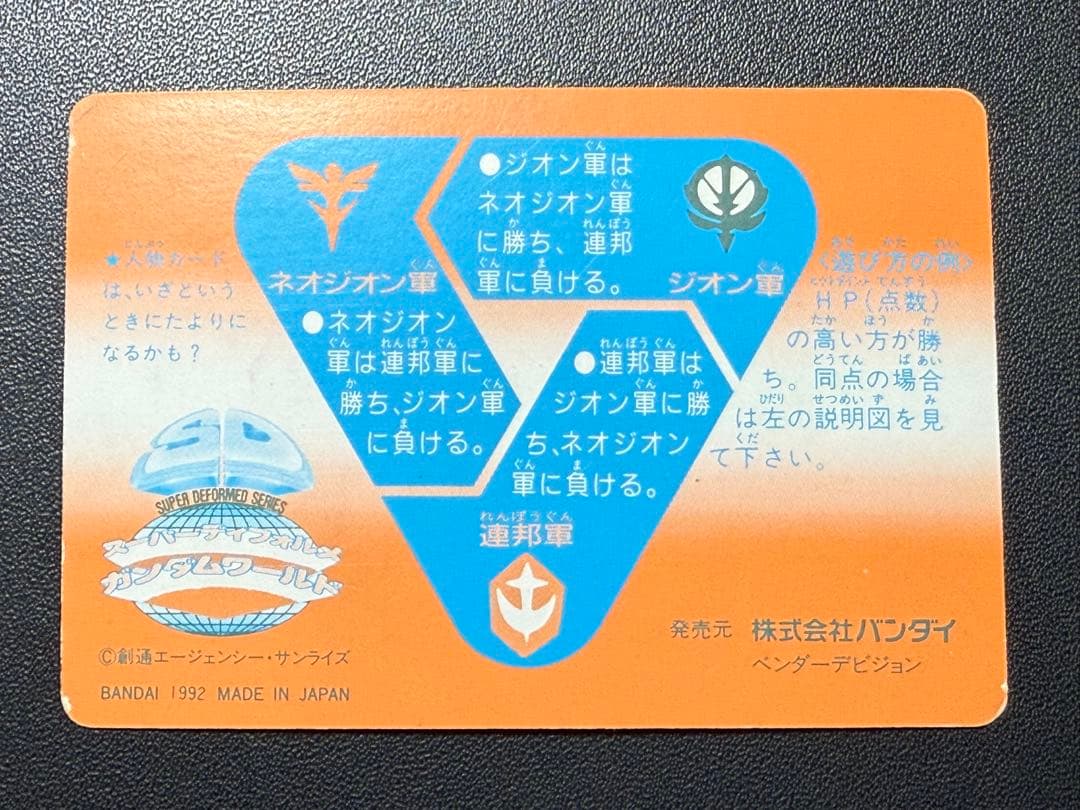 ●ジオン軍は
ネオジオン軍
に勝ち、連邦
軍に負ける。
ネオジオン軍
ジオン軍
★人物カード
は、いざという
ときにたよりに
なるかも?
●ネオジオン
軍は連邦軍に
勝ち、ジオン軍
に負ける。
●連邦軍は
ジオン軍に勝
ち、ネオジオン
軍に負ける。
連邦軍
<遊び方の例>
HP(点数)
の高い方が勝
ち。同点の場合
は左の説明図を見
て下さい。
SD
SUPER DEFORMED SERIES
スーパーディフォルメ
ガンダムワールド
©創通エージェンシー・サンライズ
BANDAI 1992 MADE IN JAPAN
発売元 株式会社バンダイ
ベンダーデビジョン